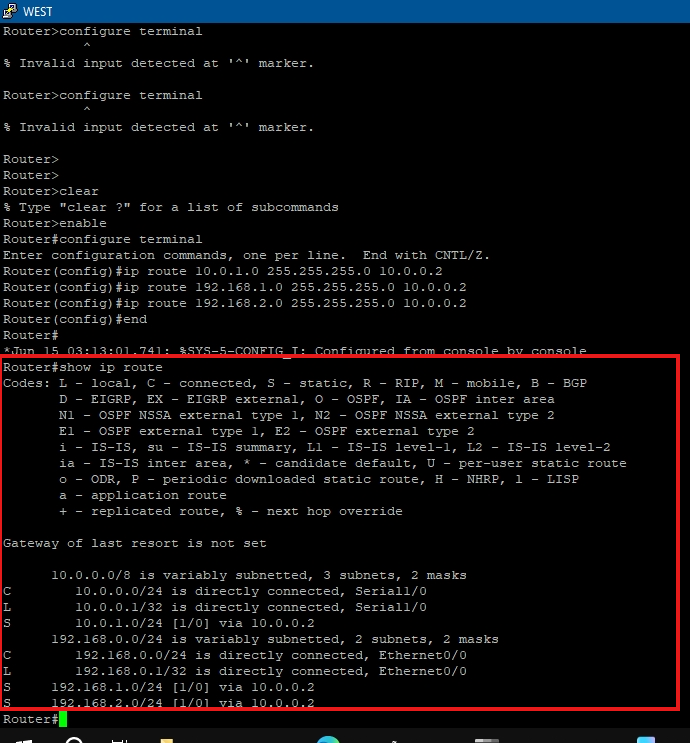 WEST
Router>configure terminal
^
% Invalid input detected at '^' marker.
Router>configure terminal
^
% Invalid input detected at '^' marker.
Router>
Router>
Router>clear
% Type "clear ?" for a list of subcommands
Router>enable
Router#configure terminal
Enter configuration commands, one per line.  End with CNTL/Z.
Router(config)#ip route 10.0.1.0 255.255.255.0 10.0.0.2
Router(config)#ip route 192.168.1.0 255.255.255.0 10.0.0.2
Router(config)#ip route 192.168.2.0 255.255.255.0 10.0.0.2
Router(config)#end
Router#
*Jun 15 03:13:01.741: %SYS-5-CONFIG_I: Configured from console by console
Router#show ip route
Codes: L - local, C - connected, S - static, R - RIP, M - mobile, B - BGP
D - EIGRP, EX - EIGRP external, O - OSPF, IA - OSPF inter area
N1 - OSPF NSSA external type 1, N2 - OSPF NSSA external type 2
E1 - OSPF external type 1, E2 - OSPF external type 2
i - IS-IS, su - IS-IS summary, L1 - IS-IS level-1, L2 - IS-IS level-2
ia - IS-IS inter area, * - candidate default, U - per-user static route
o - ODR, P - periodic downloaded static route, H - NHRP, l - LISP
a - application route
+ - replicated route, % - next hop override
Gateway of last resort is not set
10.0.0.0/8 is variably subnetted, 3 subnets, 2 masks
C        10.0.0.0/24 is directly connected, Serial1/0
L        10.0.0.1/32 is directly connected, Serial1/0
S        10.0.1.0/24 [1/0] via 10.0.0.2
192.168.0.0/24 is variably subnetted, 2 subnets, 2 masks
C        192.168.0.0/24 is directly connected, Ethernet0/0
L        192.168.0.1/32 is directly connected, Ethernet0/0
S     192.168.1.0/24 [1/0] via 10.0.0.2
S     192.168.2.0/24 [1/0] via 10.0.0.2
Router#